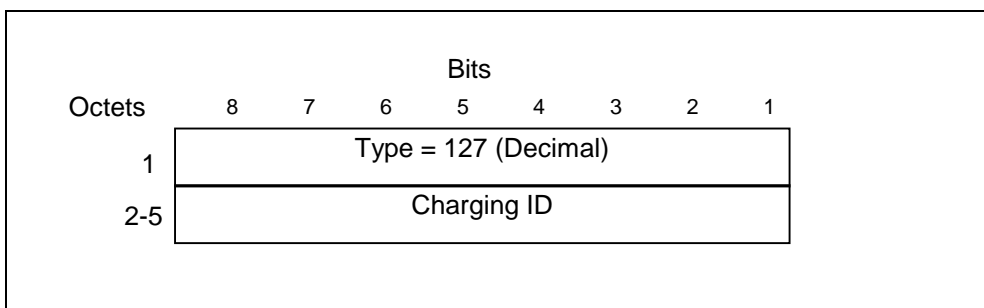 Bits
Octets 8 7 6 5 4 3 2 1
1 Type = 127 (Decimal)
2-5 Charging ID